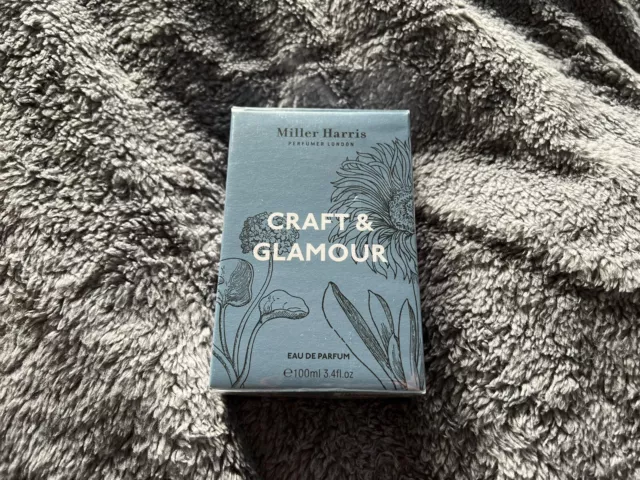 Miller Harris
PERFUMER LONDON
CRAFT &
GLAMOUR
EAU DE PARFUM
℮100ml 3.4fl.oz